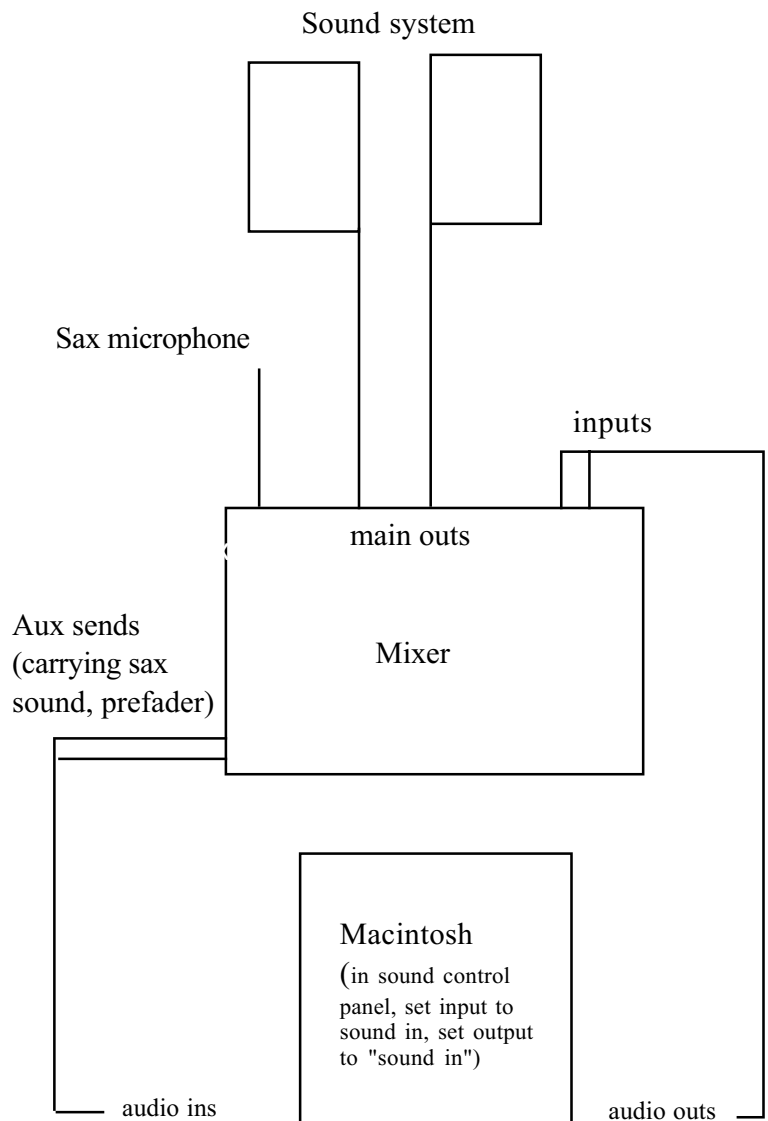 Sound system
Sax microphone
inputs
main outs
Aux sends
(carrying sax
sound, prefader)
Mixer
Macintosh
(in sound control
panel, set input to
sound in, set output
to "sound in")
audio ins
audio outs